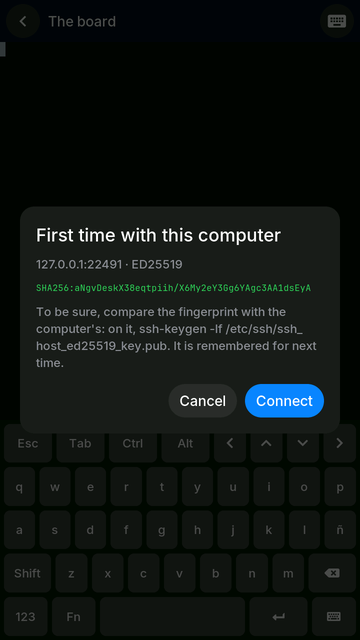 The board
First time with this computer
127.0.0.1:22491 · ED25519
SHA256:aNgvDeskX38eqtpiih/X6My2eY3Gg6YAgc3AA1dsEyA
To be sure, compare the fingerprint with the
computer's: on it, ssh-keygen -lf /etc/ssh/ssh_
host_ed25519_key.pub. It is remembered for next
time.
Cancel Connect
Esc Tab Ctrl Alt
q w e r t y u i o p
a s d f g h j k l ñ
Shift z x c v b n m
123 Fn